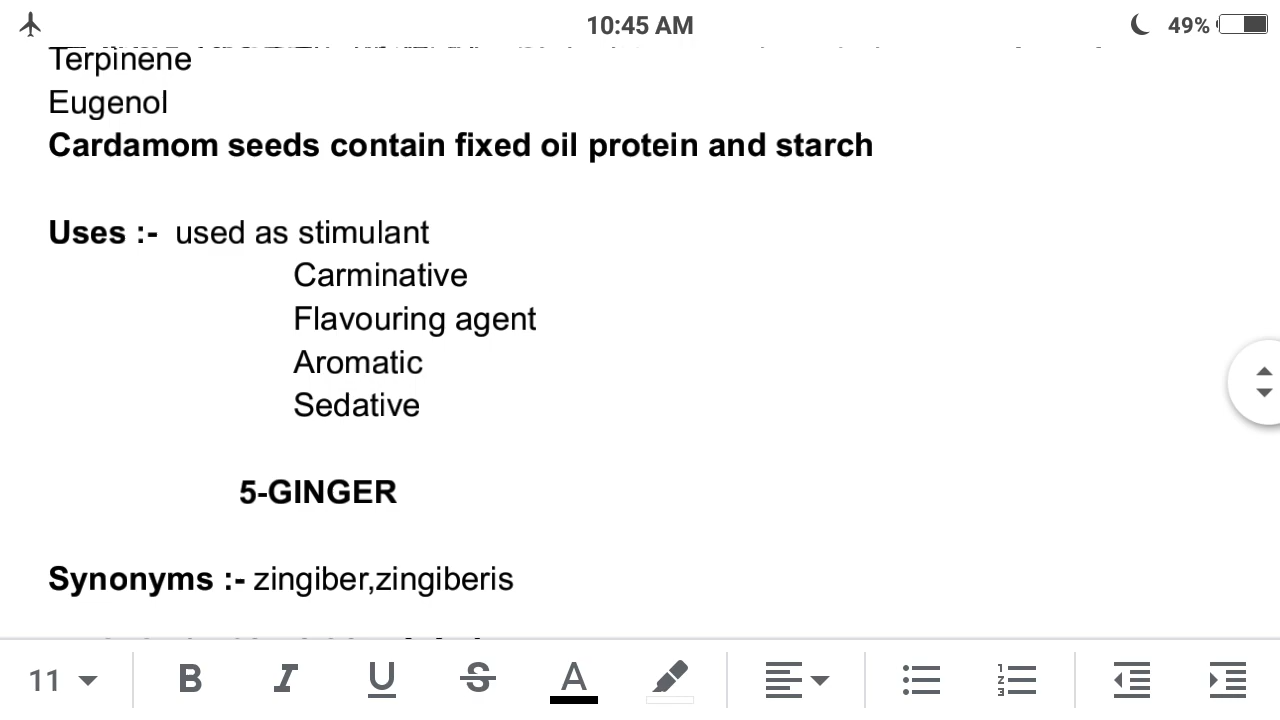 10:45 AM
49%
Terpinene
Eugenol
Cardamom seeds contain fixed oil protein and starch
Uses :- used as stimulant
Carminative
Flavouring agent
Aromatic
Sedative
5-GINGER
Synonyms :- zingiber,zingiberis
11 B I U S A